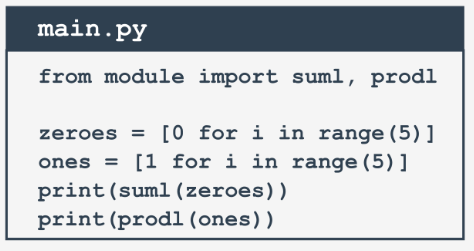 main.py
from module import suml, prodl
zeroes = [0 for i in range(5)]
ones = [1 for i in range(5)]
print(suml(zeroes))
print(prodl(ones))